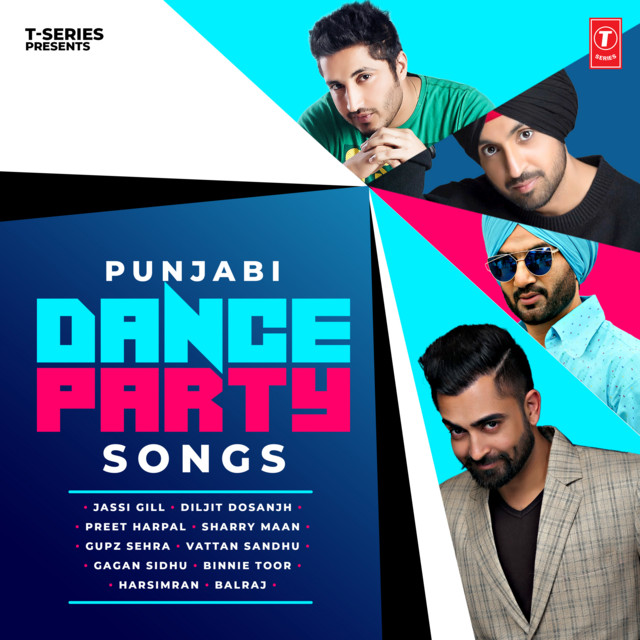 T-SERIES
PRESENTS
T
SERIES
PUNJABI
DANCE
PARTY
SONGS
• JASSI GILL • DILJIT DOSANJH •
• PREET HARPAL • SHARRY MAAN •
• GUPZ SEHRA • VATTAN SANDHU •
• GAGAN SIDHU • BINNIE TOOR •
• HARSIMRAN • BALRAJ •